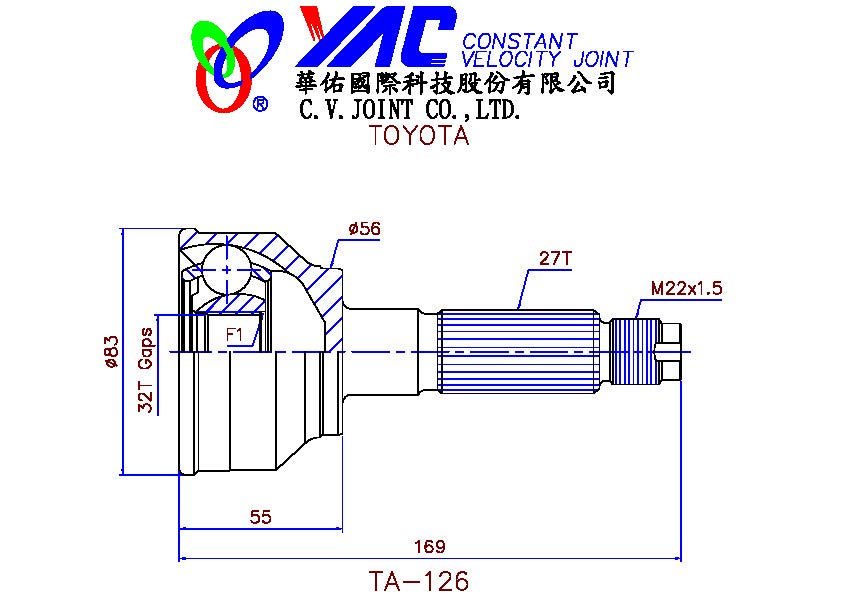 YAC CONSTANT
VELOCITY JOINT
®
華佑國際科技股份有限公司
C.V.JOINT CO.,LTD.
TOYOTA
ø56
27T
M22x1.5
ø83
32T Gaps
F1
55
169
TA-126